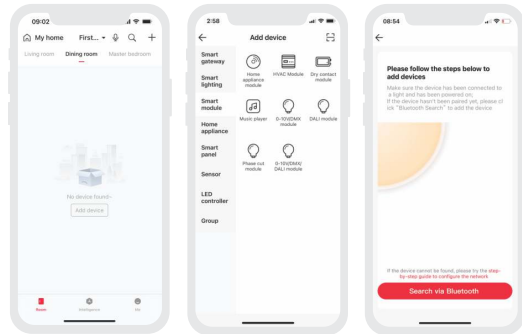 09:02
My home
First...
Living room
Dining room
Master bedroom
No device found~
Add device
Room
Intelligence
Me
2:58
Add device
Smart
gateway
Smart
lighting
Smart
module
Home
appliance
Smart
panel
Sensor
LED
controller
Group
Home
appliance
module
HVAC Module
Dry contact
module
Music player
0-10V/DMX
module
DALI module
Phase cut
module
0-10V/DMX/
DALI module
08:54
Please follow the steps below to
add devices
Make sure the device has been connected to
a light and has been powered on;
If the device hasn't been paired yet, please cl
ick "Bluetooth Search" to add the device
If the device cannot be found, please try the step-
by-step guide to configure the network
Search via Bluetooth